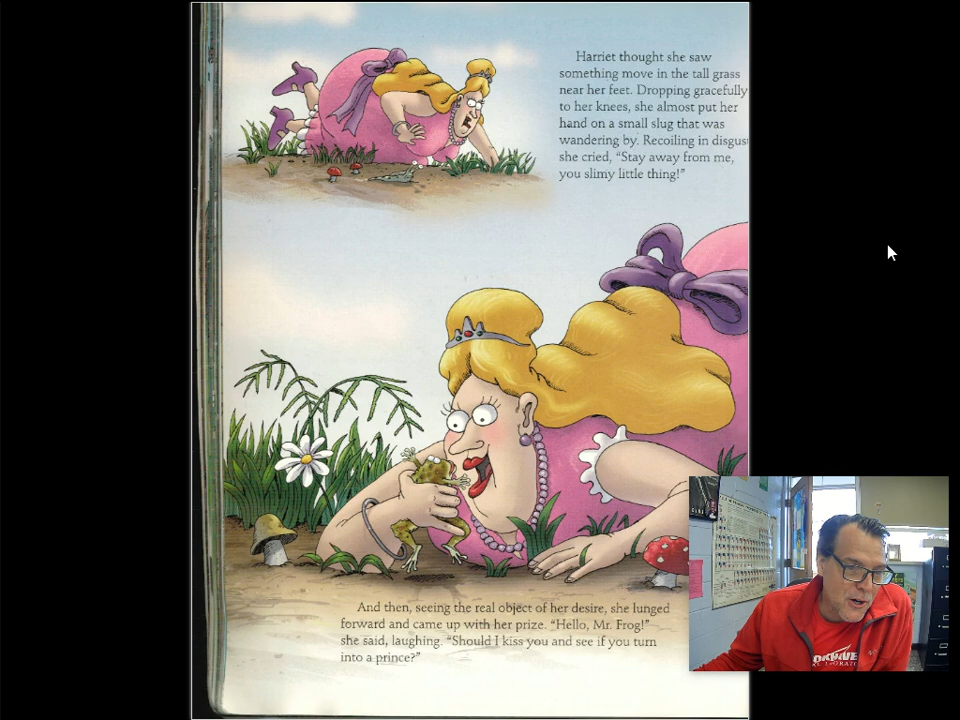 Harriet thought she saw
something move in the tall grass
near her feet. Dropping gracefully
to her knees, she almost put her
hand on a small slug that was
wandering by. Recoiling in disgus
she cried, “Stay away from me,
you slimy little thing!”
And then, seeing the real object of her desire, she lunged
forward and came up with her prize. “Hello, Mr. Frog!”
she said, laughing. “Should I kiss you and see if you turn
into a prince?”